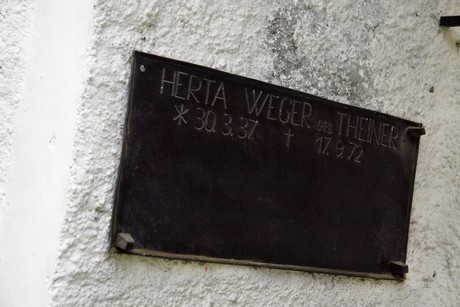 HERTA WEGER GEB. THEINER
* 30.3.37. † 17.9.72